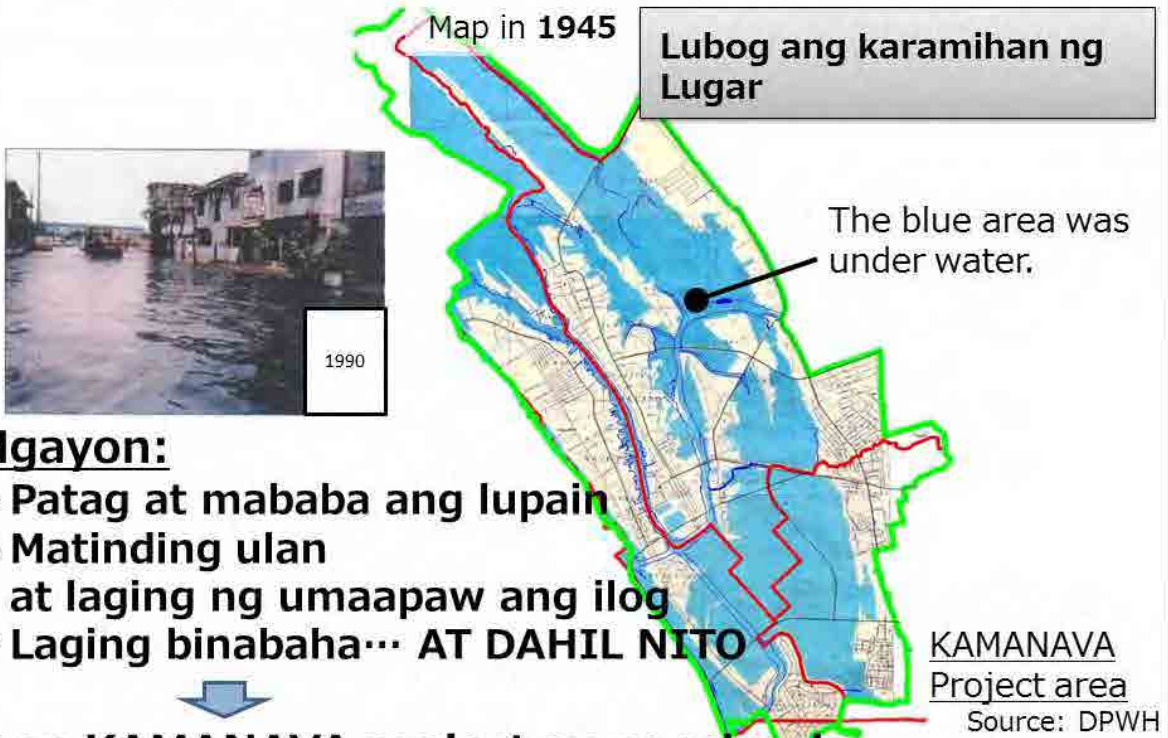 Map in 1945
Lubog ang karamihan ng
Lugar
The blue area was
under water.
1990
gayon:
Patag at mababa ang lupain
Matinding ulan
at laging ng umaapaw ang ilog
Laging binabaha… AT DAHIL NITO
KAMANAVA
Project area
Source: DPWH
KAMANAVA